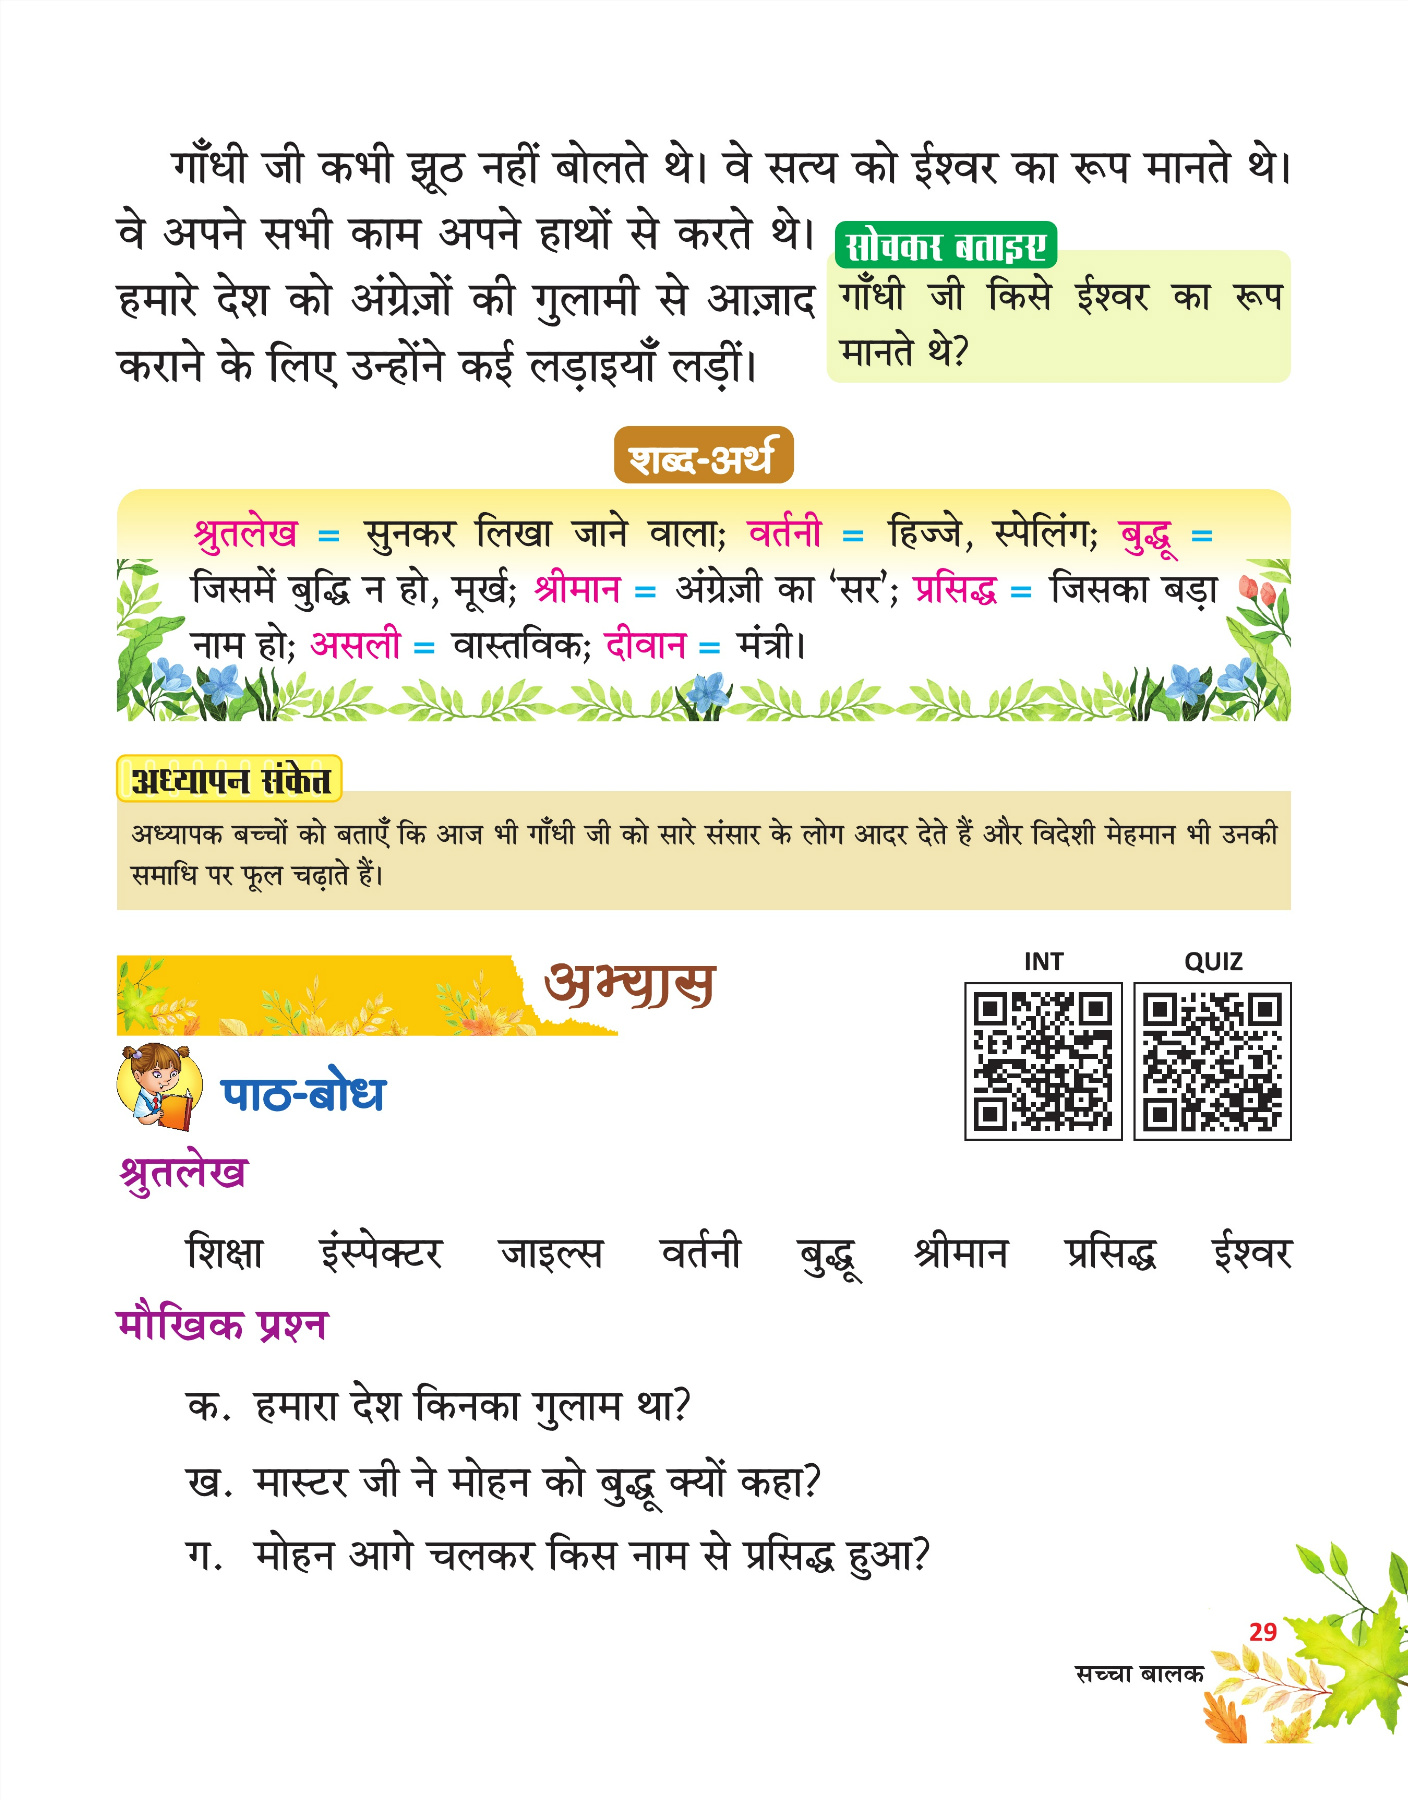 गाँधी जी कभी झूठ नहीं बोलते थे। वे सत्य को ईश्वर का रूप मानते थे।
वे अपने सभी काम अपने हाथों से करते थे।
हमारे देश को अंग्रेज़ों की गुलामी से आज़ाद
कराने के लिए उन्होंने कई लड़ाइयाँ लड़ीं।
सोचकर बताइए
गाँधी जी किसे ईश्वर का रूप
मानते थे?
शब्द-अर्थ
श्रुतलेख = सुनकर लिखा जाने वाला; वर्तनी = हिज्जे, स्पेलिंग; बुद्धू =
जिसमें बुद्धि न हो, मूर्ख; श्रीमान = अंग्रेज़ी का ‘सर’; प्रसिद्ध = जिसका बड़ा
नाम हो; असली = वास्तविक; दीवान = मंत्री।
अध्यापन संकेत
अध्यापक बच्चों को बताएँ कि आज भी गाँधी जी को सारे संसार के लोग आदर देते हैं और विदेशी मेहमान भी उनकी
समाधि पर फूल चढ़ाते हैं।
अभ्यास
INT QUIZ
पाठ-बोध
श्रुतलेख
शिक्षा इंस्पेक्टर जाइल्स वर्तनी बुद्धू श्रीमान प्रसिद्ध ईश्वर
मौखिक प्रश्न
क. हमारा देश किनका गुलाम था?
ख. मास्टर जी ने मोहन को बुद्धू क्यों कहा?
ग. मोहन आगे चलकर किस नाम से प्रसिद्ध हुआ?
29
सच्चा बालक